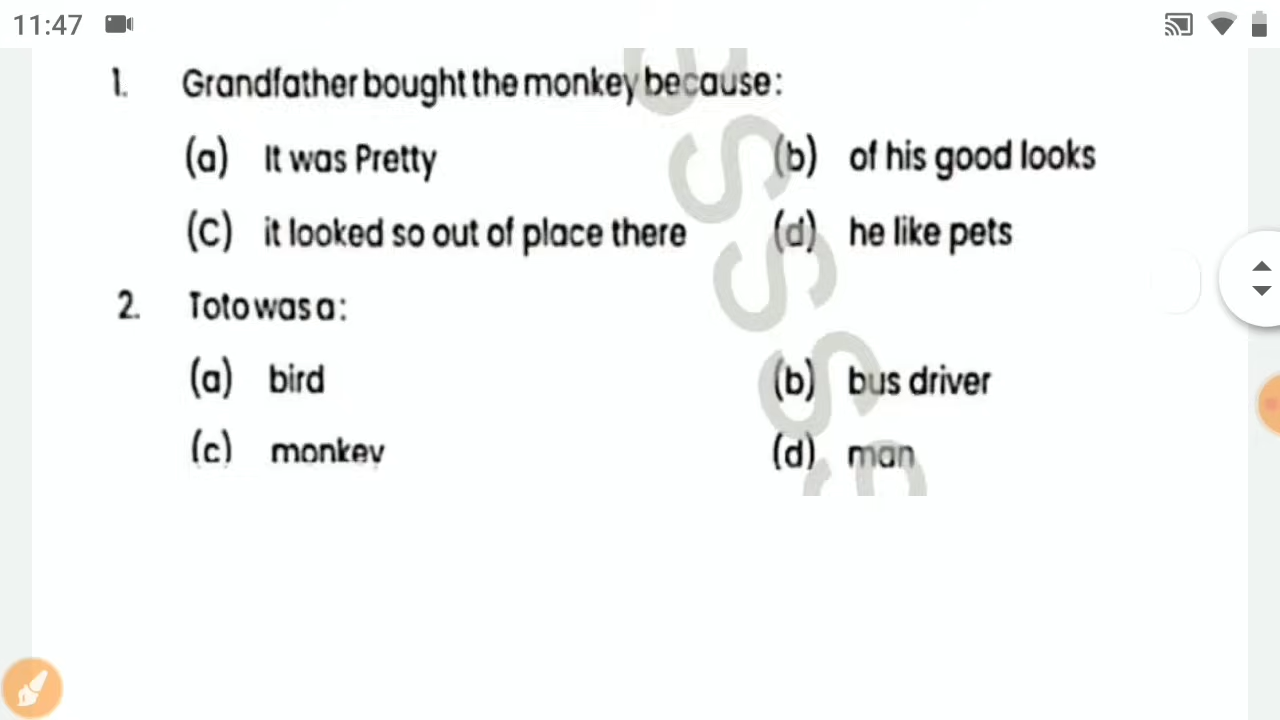 11:47
1. Grandfather bought the monkey because:
(a) It was Pretty (b) of his good looks
(C) it looked so out of place there (d) he like pets
2. Toto was a:
(a) bird (b) bus driver
(c) monkey (d) man